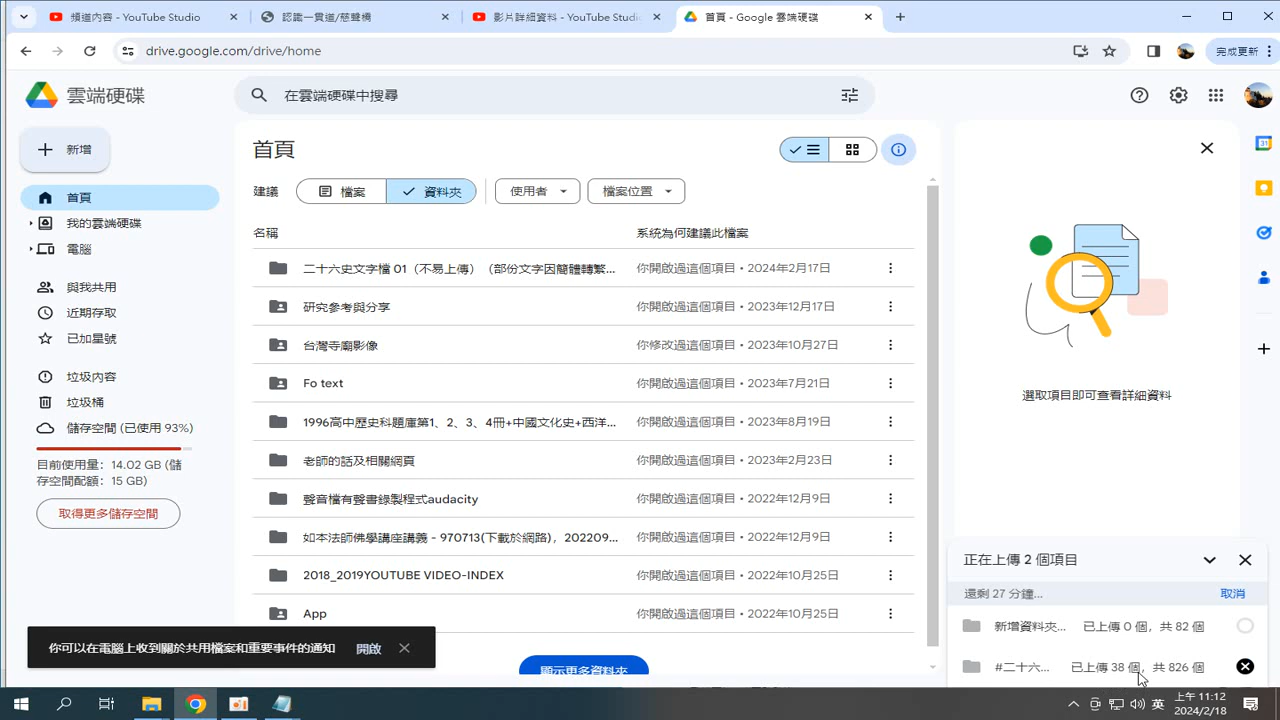 頻道內容 - YouTube Studio
認識一貫道/慈聲機
影片詳細資料 - YouTube Studio
首頁 - Google 雲端硬碟
drive.google.com/drive/home
完成更新
雲端硬碟
在雲端硬碟中搜尋
新增
首頁
我的雲端硬碟
電腦
與我共用
近期存取
已加星號
垃圾內容
垃圾桶
儲存空間 (已使用 93%)
目前使用量：14.02 GB (儲
存空間配額：15 GB)
取得更多儲存空間
首頁
建議
檔案
資料夾
使用者
檔案位置
名稱
系統為何建議此檔案
二十六史文字檔 01（不易上傳）（部份文字因簡體轉繁...
你開啟過這個項目・2024年2月17日
研究參考與分享
你開啟過這個項目・2023年12月17日
台灣寺廟影像
你修改過這個項目・2023年10月27日
Fo text
你開啟過這個項目・2023年7月21日
1996高中歷史科題庫第1、2、3、4冊+中國文化史+西洋...
你開啟過這個項目・2023年8月19日
老師的話及相關網頁
你開啟過這個項目・2023年2月23日
聲音檔有聲書錄製程式audacity
你開啟過這個項目・2022年12月9日
如本法師佛學講座講義 - 970713(下載於網路)，202209...
你開啟過這個項目・2022年12月9日
2018_2019YOUTUBE VIDEO-INDEX
你開啟過這個項目・2022年10月25日
App
你開啟過這個項目・2022年10月25日
顯示更多資料夾
你可以在電腦上收到關於共用檔案和重要事件的通知
開啟
31
選取項目即可查看詳細資料
正在上傳 2 個項目
還剩 27 分鐘...
取消
新增資料夾...
已上傳 0 個，共 82 個
#二十六...
已上傳 38 個，共 826 個
英
上午 11:12
2024/2/18